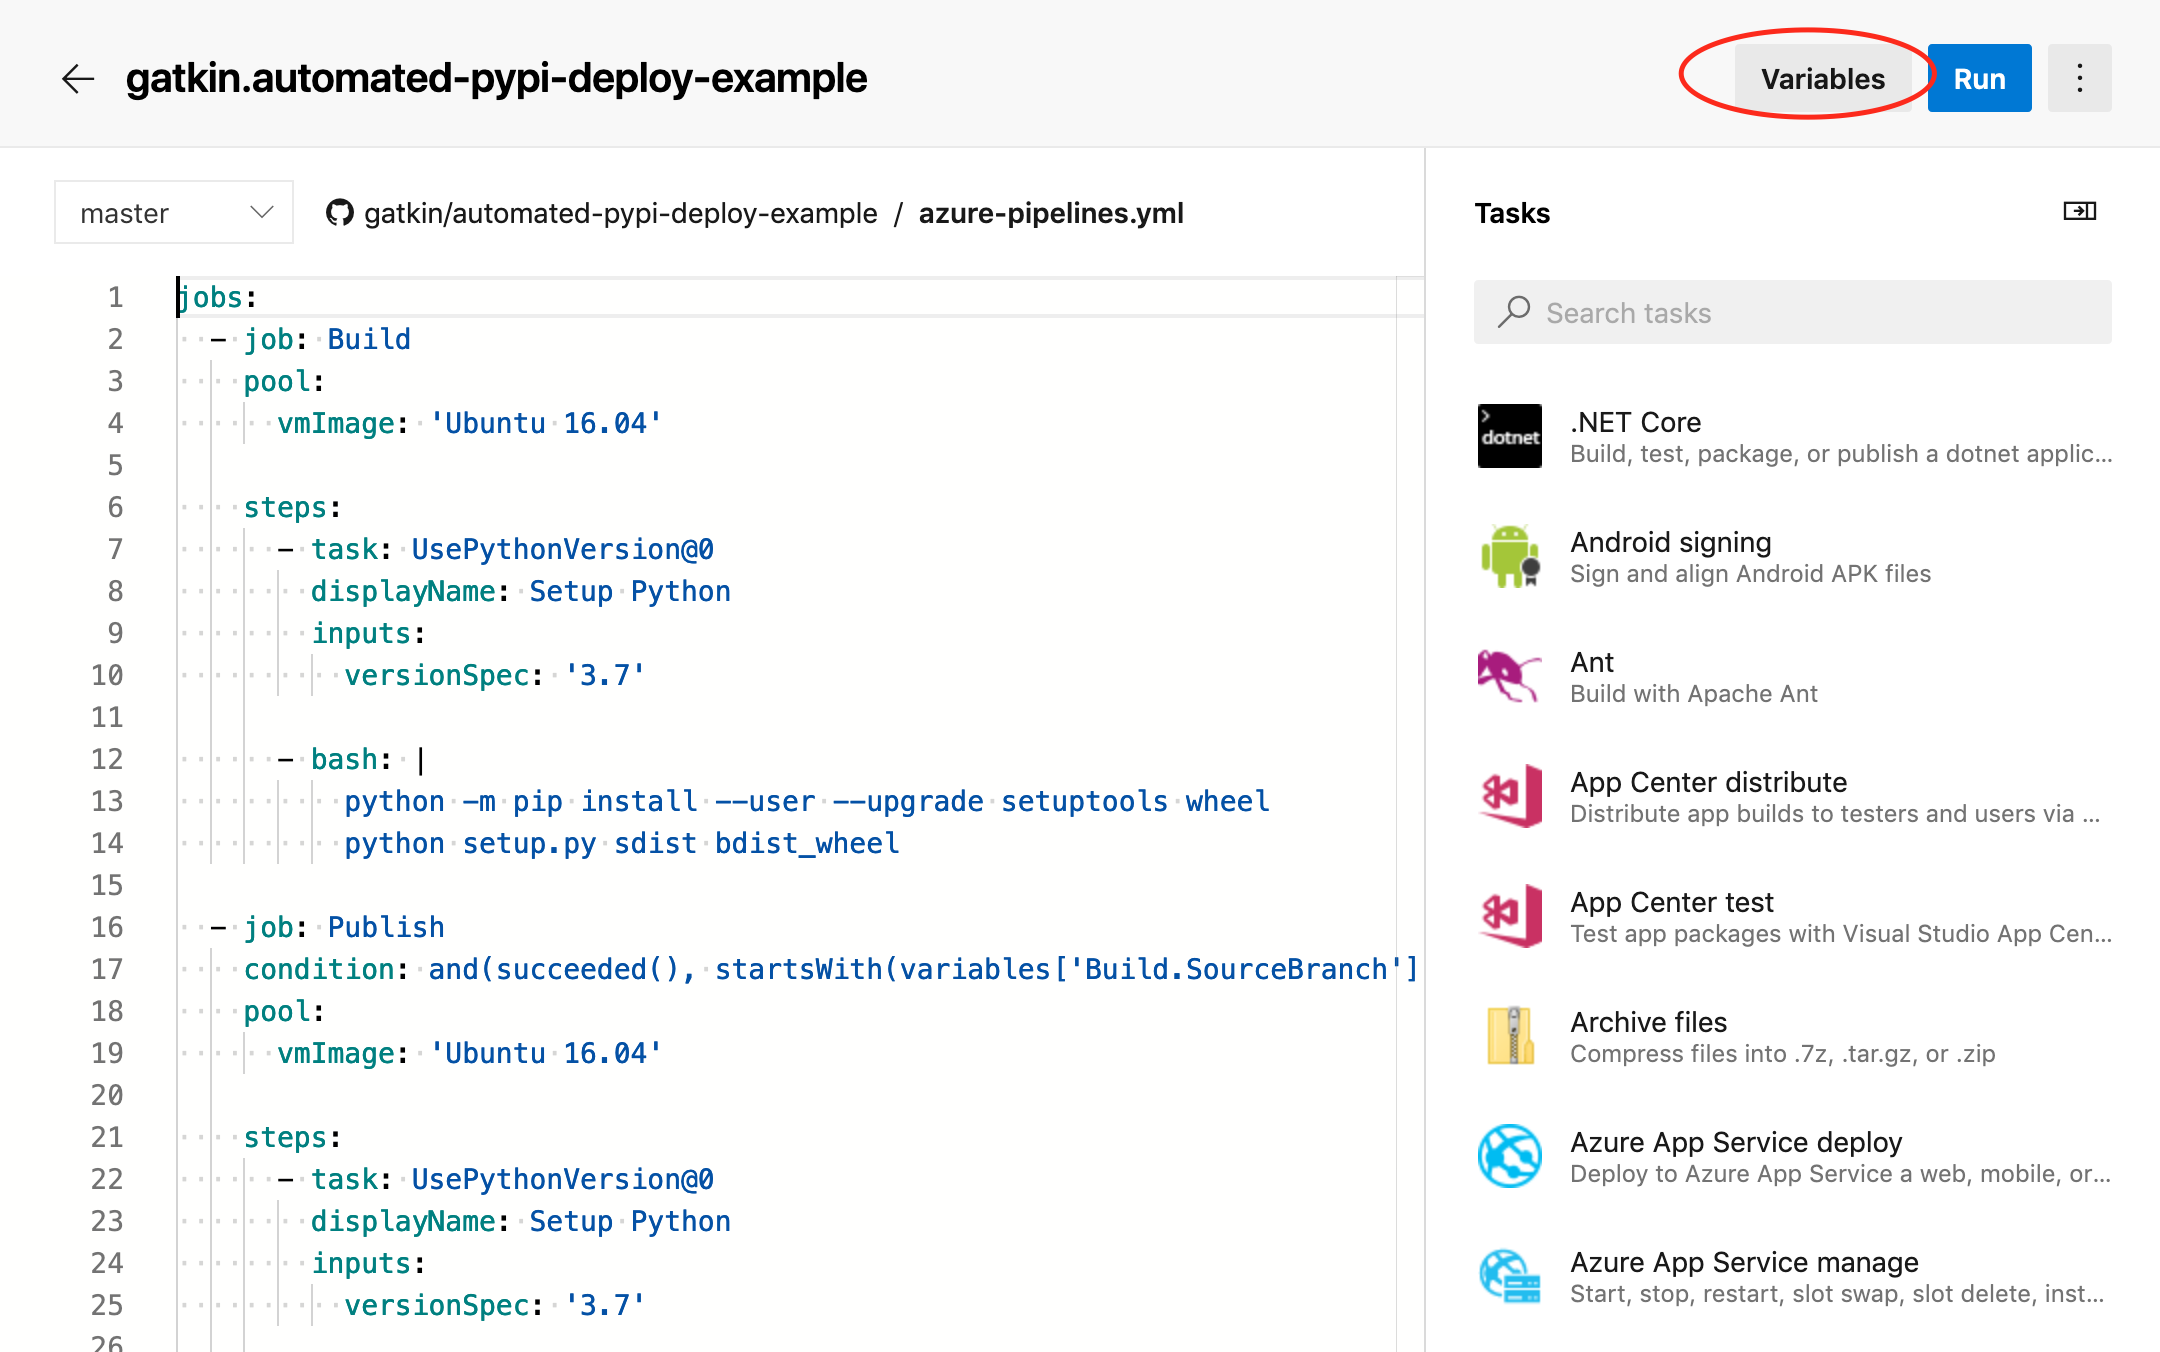 gatkin.automated-pypi-deploy-example
Variables
Run
master
gatkin/automated-pypi-deploy-example / azure-pipelines.yml
1 jobs:
2 - job: Build
3 pool:
4 vmImage: 'Ubuntu 16.04'
5
6 steps:
7 - task: UsePythonVersion@0
8 displayName: Setup Python
9 inputs:
10 versionSpec: '3.7'
11
12 - bash: |
13 python -m pip install --user --upgrade setuptools wheel
14 python setup.py sdist bdist_wheel
15
16 - job: Publish
17 condition: and(succeeded(), startsWith(variables['Build.SourceBranch']
18 pool:
19 vmImage: 'Ubuntu 16.04'
20
21 steps:
22 - task: UsePythonVersion@0
23 displayName: Setup Python
24 inputs:
25 versionSpec: '3.7'
26
Tasks
Search tasks
dotnet
.NET Core
Build, test, package, or publish a dotnet applic...
Android signing
Sign and align Android APK files
Ant
Build with Apache Ant
App Center distribute
Distribute app builds to testers and users via ...
App Center test
Test app packages with Visual Studio App Cen...
Archive files
Compress files into .7z, .tar.gz, or .zip
Azure App Service deploy
Deploy to Azure App Service a web, mobile, or...
Azure App Service manage
Start, stop, restart, slot swap, slot delete, inst...